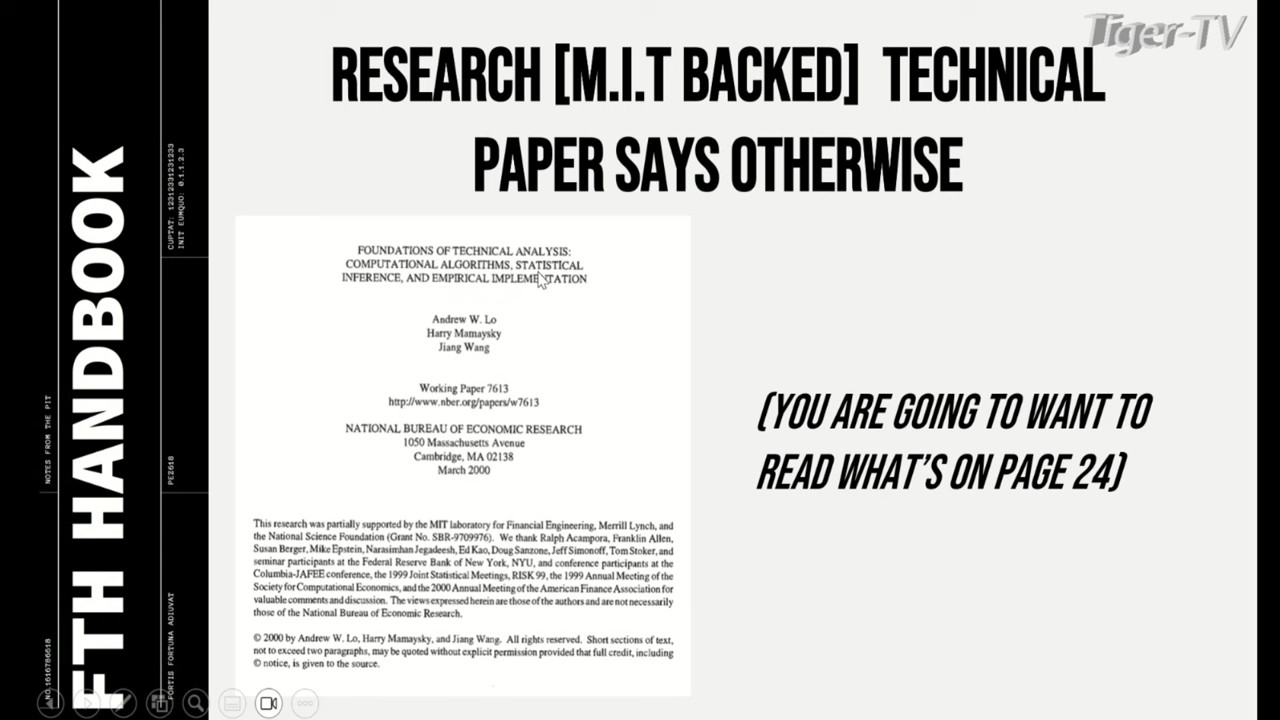 Tiger-TV
RESEARCH [M.I.T BACKED] TECHNICAL
PAPER SAYS OTHERWISE
FTH HANDBOOK
NOTES FROM THE PIT
NO.1616786618
CUPTAT: 1231233123123
INIT EUMQUO: 0.1.1.2.3
PEZ618
FORTIS FORTUNA ADIUVAT
FOUNDATIONS OF TECHNICAL ANALYSIS:
COMPUTATIONAL ALGORITHMS, STATISTICAL
INFERENCE, AND EMPIRICAL IMPLEMENTATION
Andrew W. Lo
Harry Mamaysky
Jiang Wang
Working Paper 7613
http://www.nber.org/papers/w7613
NATIONAL BUREAU OF ECONOMIC RESEARCH
1050 Massachusetts Avenue
Cambridge, MA 02138
March 2000
This research was partially supported by the MIT laboratory for Financial Engineering, Merrill Lynch, and
the National Science Foundation (Grant No. SBR-9709976). We thank Ralph Acampora, Franklin Allen,
Susan Berger, Mike Epstein, Narasimhan Jegadeesh, Ed Kao, Doug Sanzone, Jeff Simonoff, Tom Stoker, and
seminar participants at the Federal Reserve Bank of New York, NYU, and conference participants at the
Columbia-JAFEE conference, the 1999 Joint Statistical Meetings, RISK 99, the 1999 Annual Meeting of the
Society for Computational Economics, and the 2000 Annual Meeting of the American Finance Association for
valuable comments and discussion. The views expressed herein are those of the authors and are not necessarily
those of the National Bureau of Economic Research.
© 2000 by Andrew W. Lo, Harry Mamaysky, and Jiang Wang. All rights reserved. Short sections of text,
not to exceed two paragraphs, may be quoted without explicit permission provided that full credit, including
© notice, is given to the source.
(YOU ARE GOING TO WANT TO
READ WHAT'S ON PAGE 24)